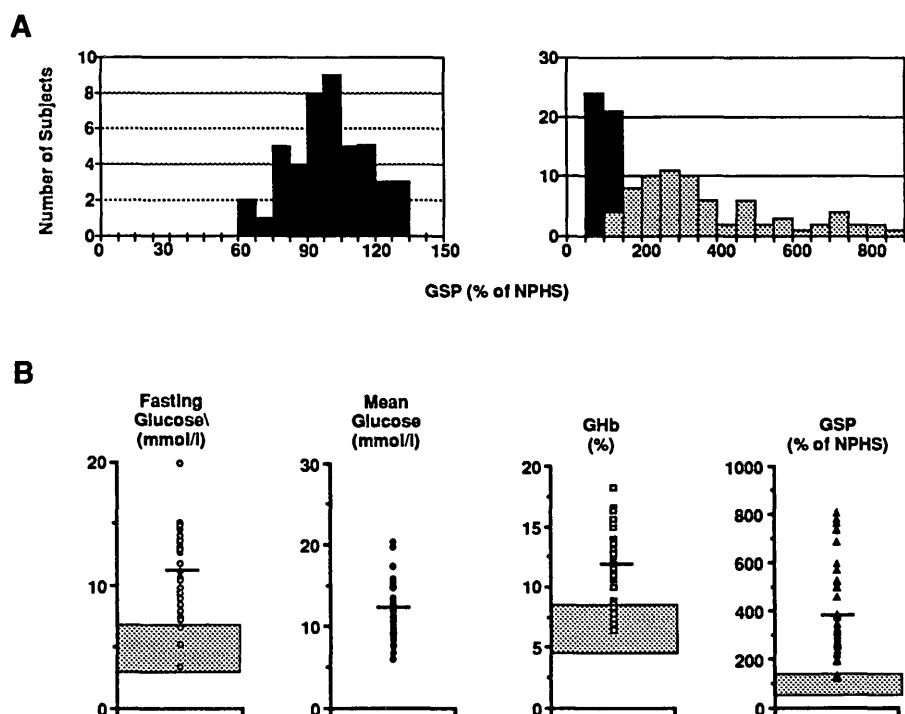 A
Number of Subjects
10
8
6
4
2
0
0 30 60 90 120 150
30
20
10
0
0 200 400 600 800
GSP (% of NPHS)
B
Fasting
Glucose\
(mmol/l)
20
10
0
Mean
Glucose
(mmol/l)
30
20
10
0
GHb
(%)
20
15
10
5
0
GSP
(% of NPHS)
1000
800
600
400
200
0